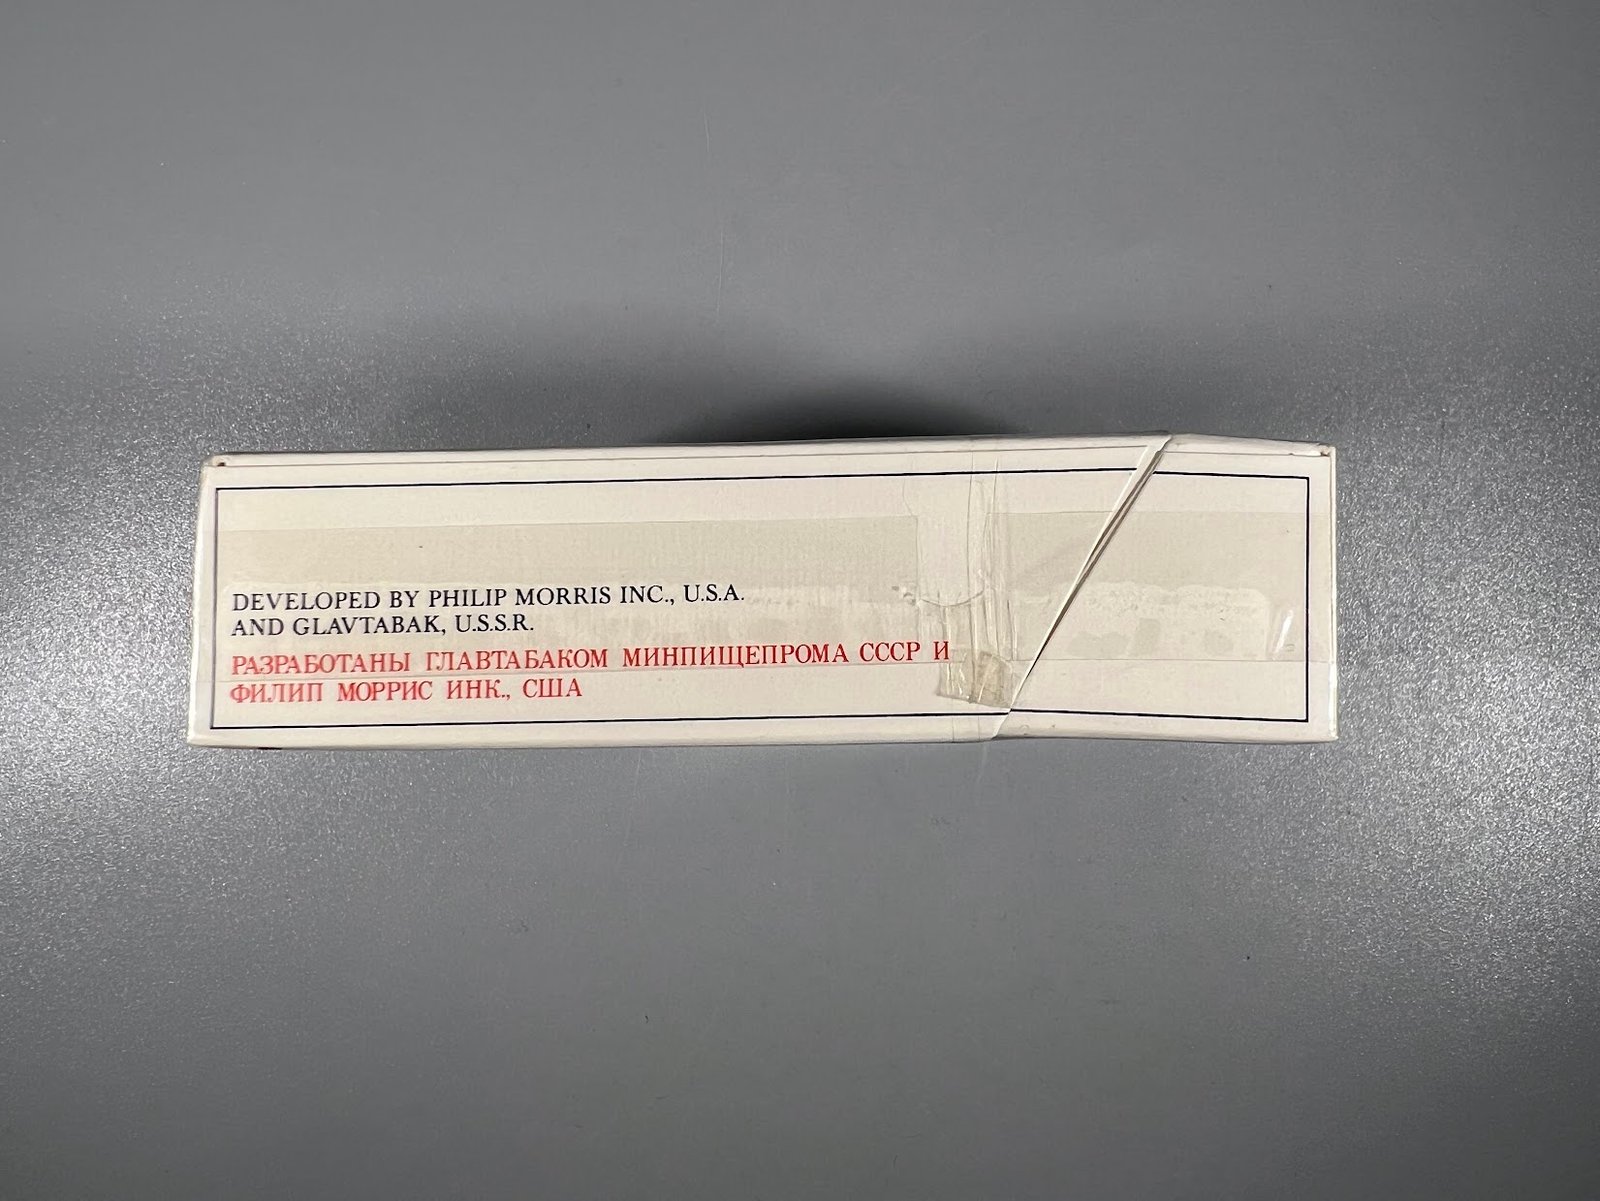 DEVELOPED BY PHILIP MORRIS INC., U.S.A.
AND GLAVTABAK, U.S.S.R.
РАЗРАБОТАНЫ ГЛАВТАБАКОМ МИНПИЩЕПРОМА СССР И
ФИЛИП МОРРИС ИНК., США